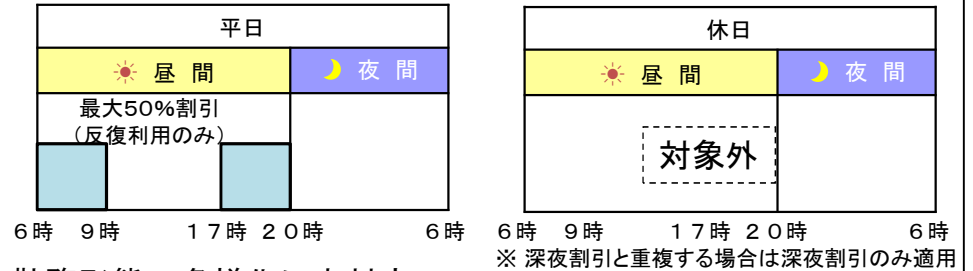 平日
昼 間
夜 間
最大50%割引
(反復利用のみ)
6時 9時 17時 20時 6時
休日
昼 間
夜 間
対象外
6時 9時 17時 20時 6時
※ 深夜割引と重複する場合は深夜割引のみ適用